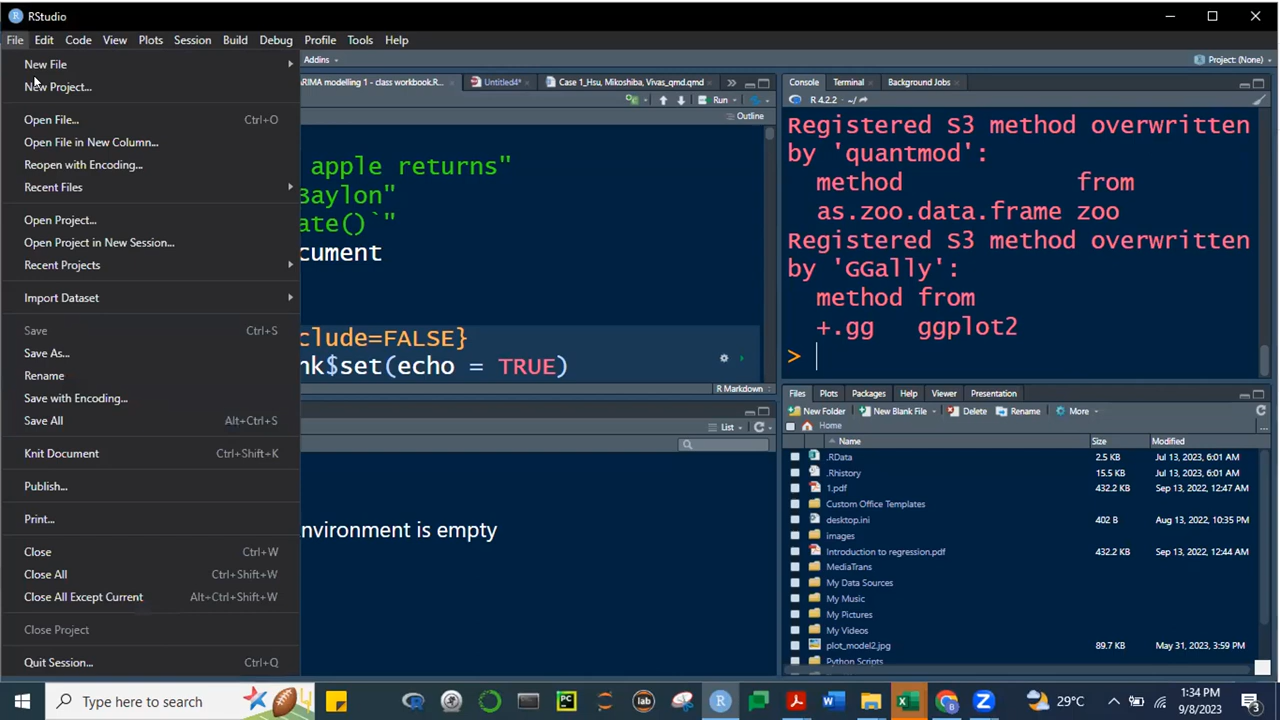 RStudio
File Edit Code View Plots Session Build Debug Profile Tools Help
New File
New Project...
Open File... Ctrl+O
Open File in New Column...
Reopen with Encoding...
Recent Files
Open Project...
Open Project in New Session...
Recent Projects
Import Dataset
Save Ctrl+S
Save As...
Rename
Save with Encoding...
Save All Alt+Ctrl+S
Knit Document Ctrl+Shift+K
Publish...
Print...
Close Ctrl+W
Close All Ctrl+Shift+W
Close All Except Current Alt+Ctrl+Shift+W
Close Project
Quit Session... Ctrl+Q
Addins
Project: (None)
RIMA modelling 1 - class workbook.R Untitled4* Case 1_Hsu, Mikoshiba, Vivas_qmd.qmd
Run
Outline
apple returns"
Baylon"
ate()`"
cument
clude=FALSE}
nk$set(echo = TRUE)
R Markdown
List
nvironment is empty
Console Terminal Background Jobs
R 4.2.2 · ~/
Registered S3 method overwritten
by 'quantmod':
method from
as.zoo.data.frame zoo
Registered S3 method overwritten
by 'GGally':
method from
+.gg ggplot2
>
Files Plots Packages Help Viewer Presentation
New Folder New Blank File Delete Rename More
Home
Name Size Modified
.RData 2.5 KB Jul 13, 2023, 6:01 AM
.Rhistory 15.5 KB Jul 13, 2023, 6:01 AM
1.pdf 432.2 KB Sep 13, 2022, 12:47 AM
Custom Office Templates
desktop.ini 402 B Aug 13, 2022, 10:35 PM
images
Introduction to regression.pdf 432.2 KB Sep 13, 2022, 12:44 AM
MediaTrans
My Data Sources
My Music
My Pictures
My Videos
plot_model2.jpg 89.7 KB May 31, 2023, 3:59 PM
Python Scripts
Type here to search
lab
29°C
1:34 PM
9/8/2023
3